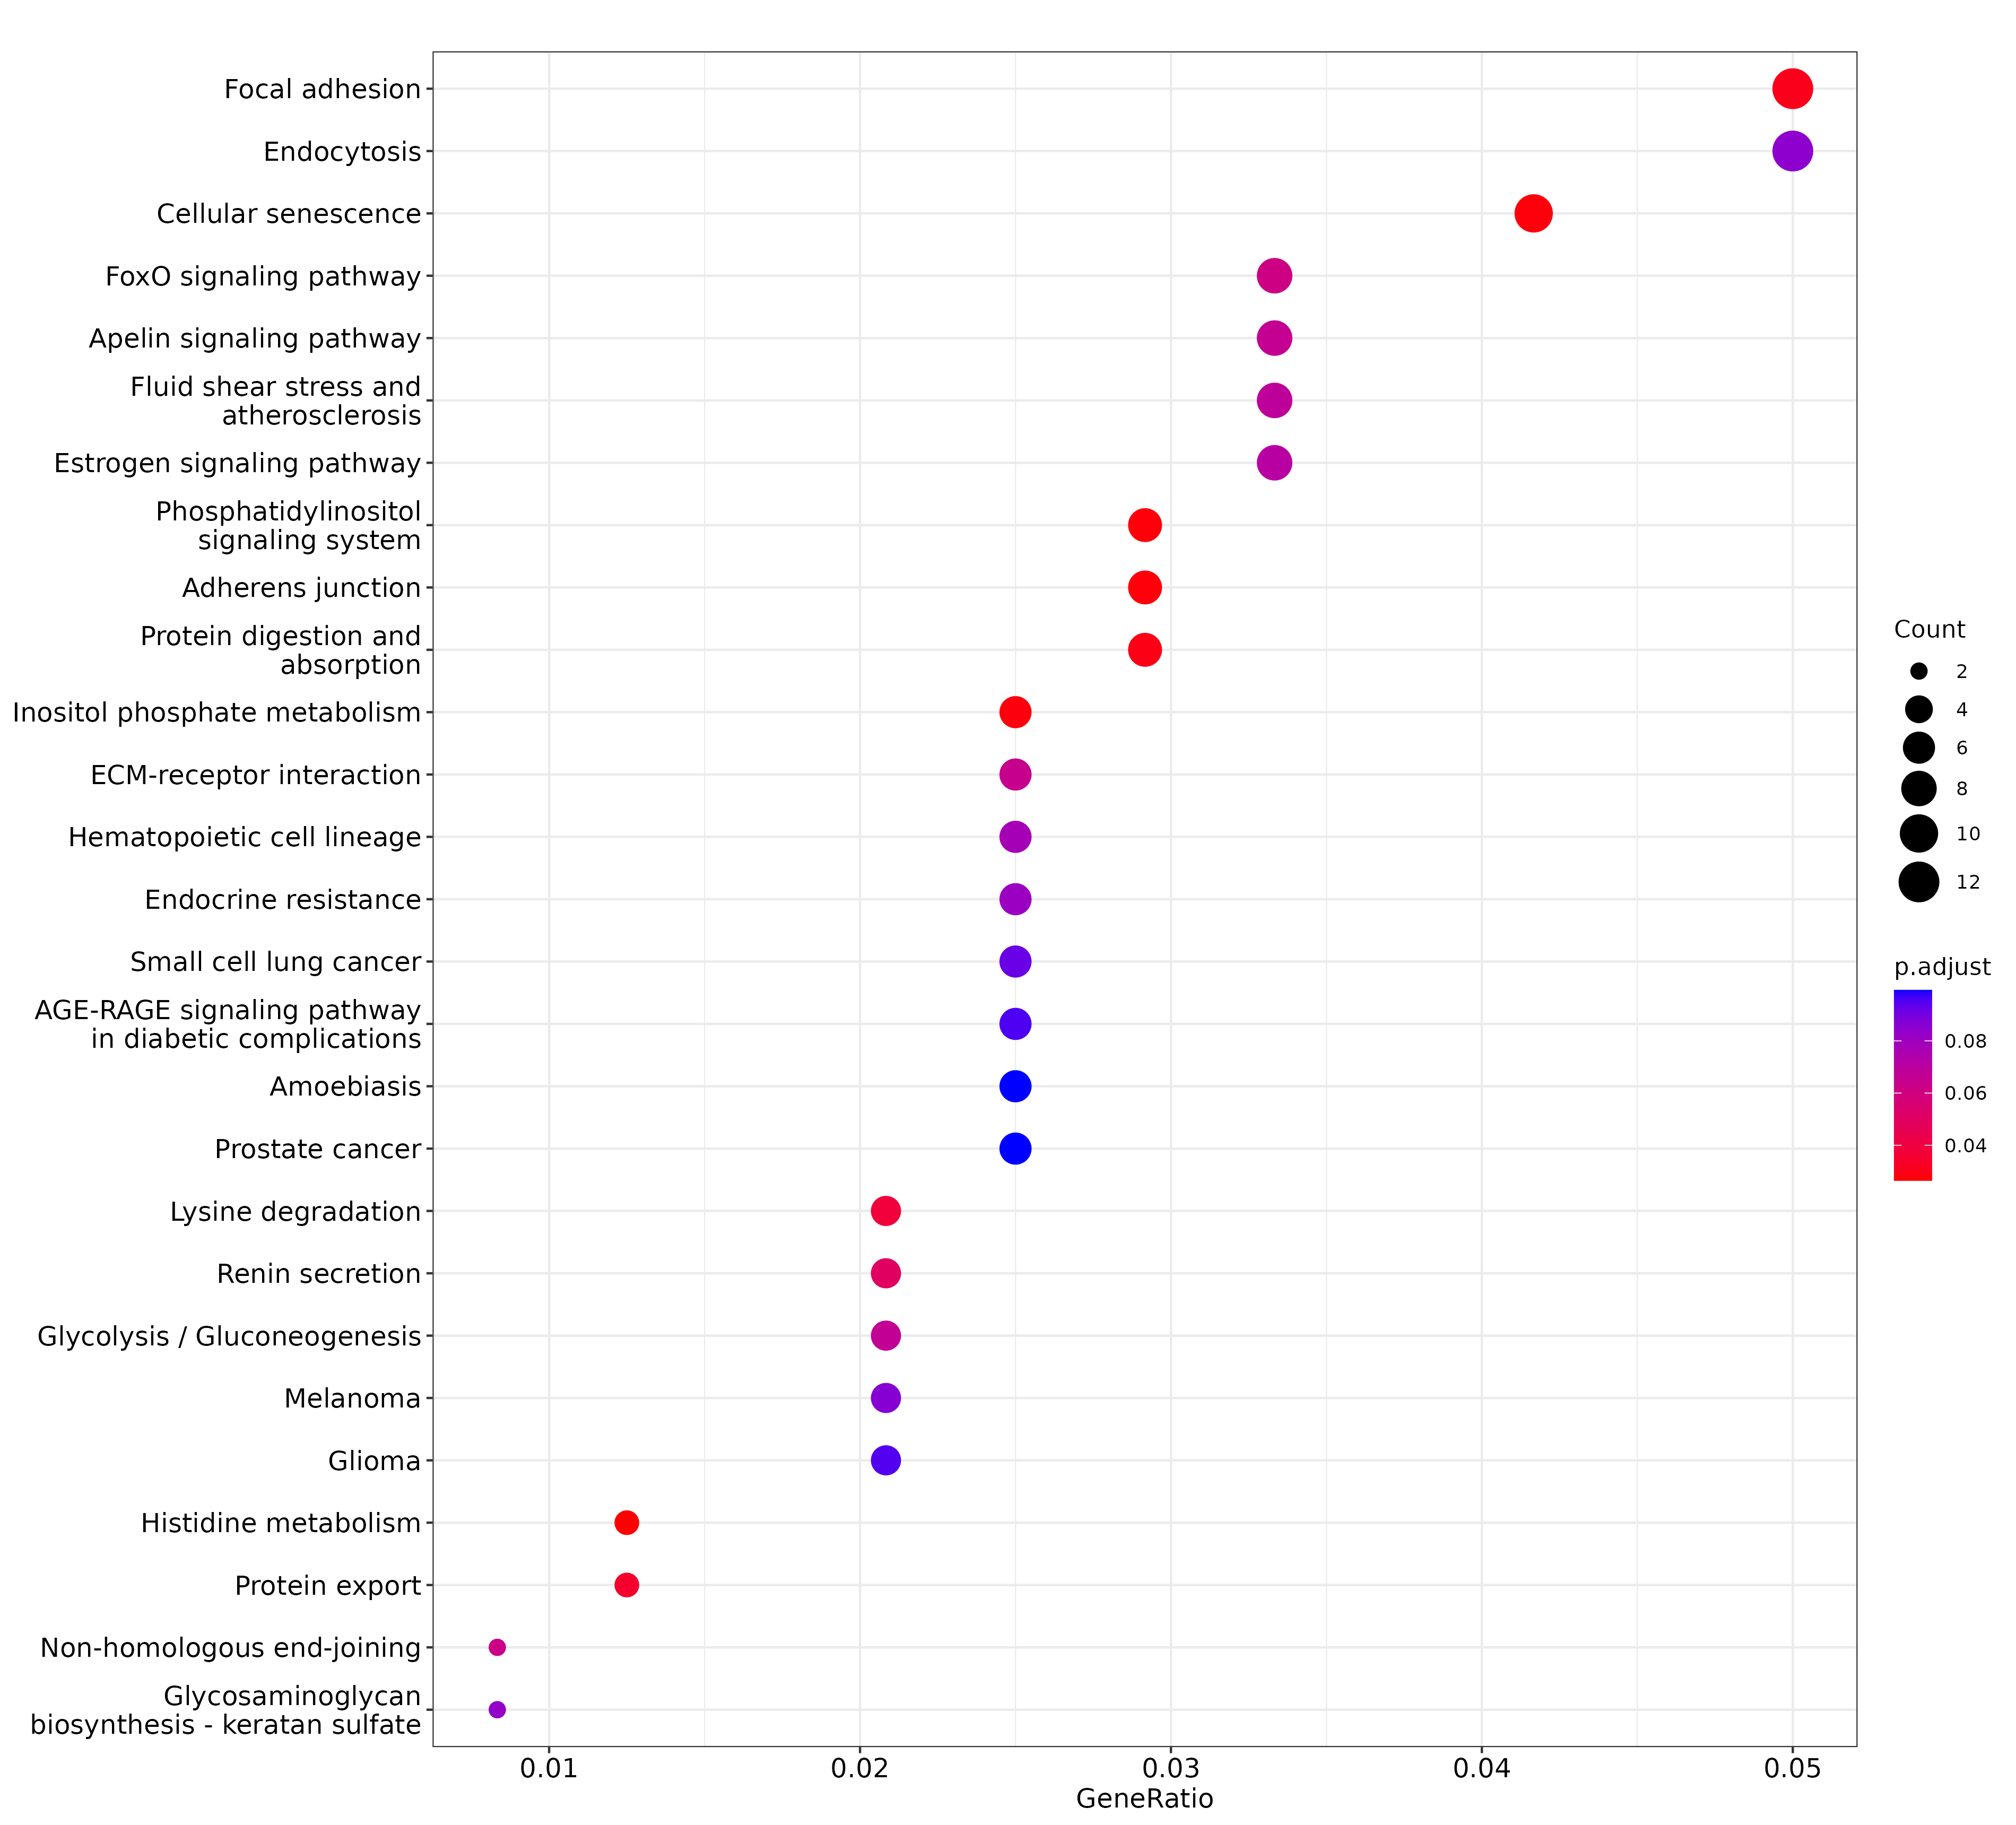 Focal adhesion
Endocytosis
Cellular senescence
FoxO signaling pathway
Apelin signaling pathway
Fluid shear stress and
atherosclerosis
Estrogen signaling pathway
Phosphatidylinositol
signaling system
Adherens junction
Protein digestion and
absorption
Inositol phosphate metabolism
ECM-receptor interaction
Hematopoietic cell lineage
Endocrine resistance
Small cell lung cancer
AGE-RAGE signaling pathway
in diabetic complications
Amoebiasis
Prostate cancer
Lysine degradation
Renin secretion
Glycolysis / Gluconeogenesis
Melanoma
Glioma
Histidine metabolism
Protein export
Non-homologous end-joining
Glycosaminoglycan
biosynthesis - keratan sulfate
0.01 0.02 0.03 0.04 0.05
GeneRatio
Count
2
4
6
8
10
12
p.adjust
0.08
0.06
0.04